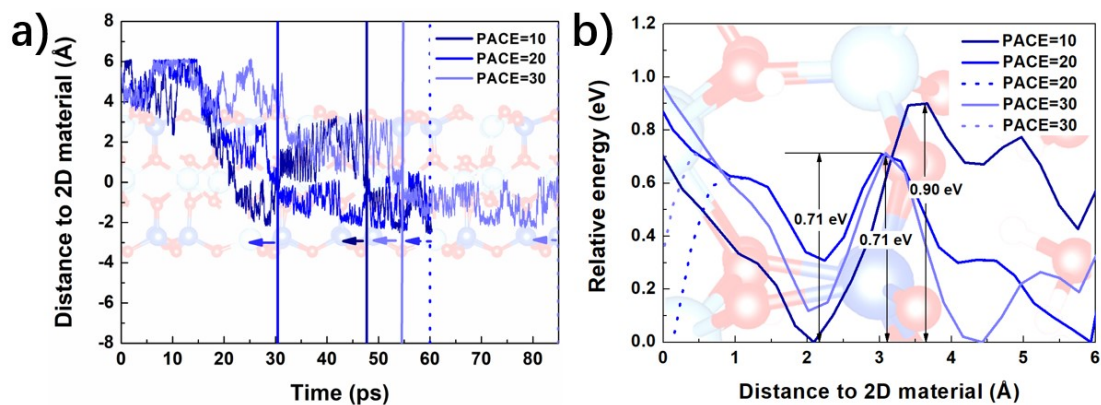 a)
Distance to 2D material (Å)
8
6
4
2
0
-2
-4
-6
-8
PACE=10
PACE=20
PACE=30
0 10 20 30 40 50 60 70 80
Time (ps)
b)
Relative energy (eV)
1.2
1.0
0.8
0.6
0.4
0.2
0.0
PACE=10
PACE=20
PACE=20
PACE=30
PACE=30
0.90 eV
0.71 eV
0.71 eV
0 1 2 3 4 5 6
Distance to 2D material (Å)